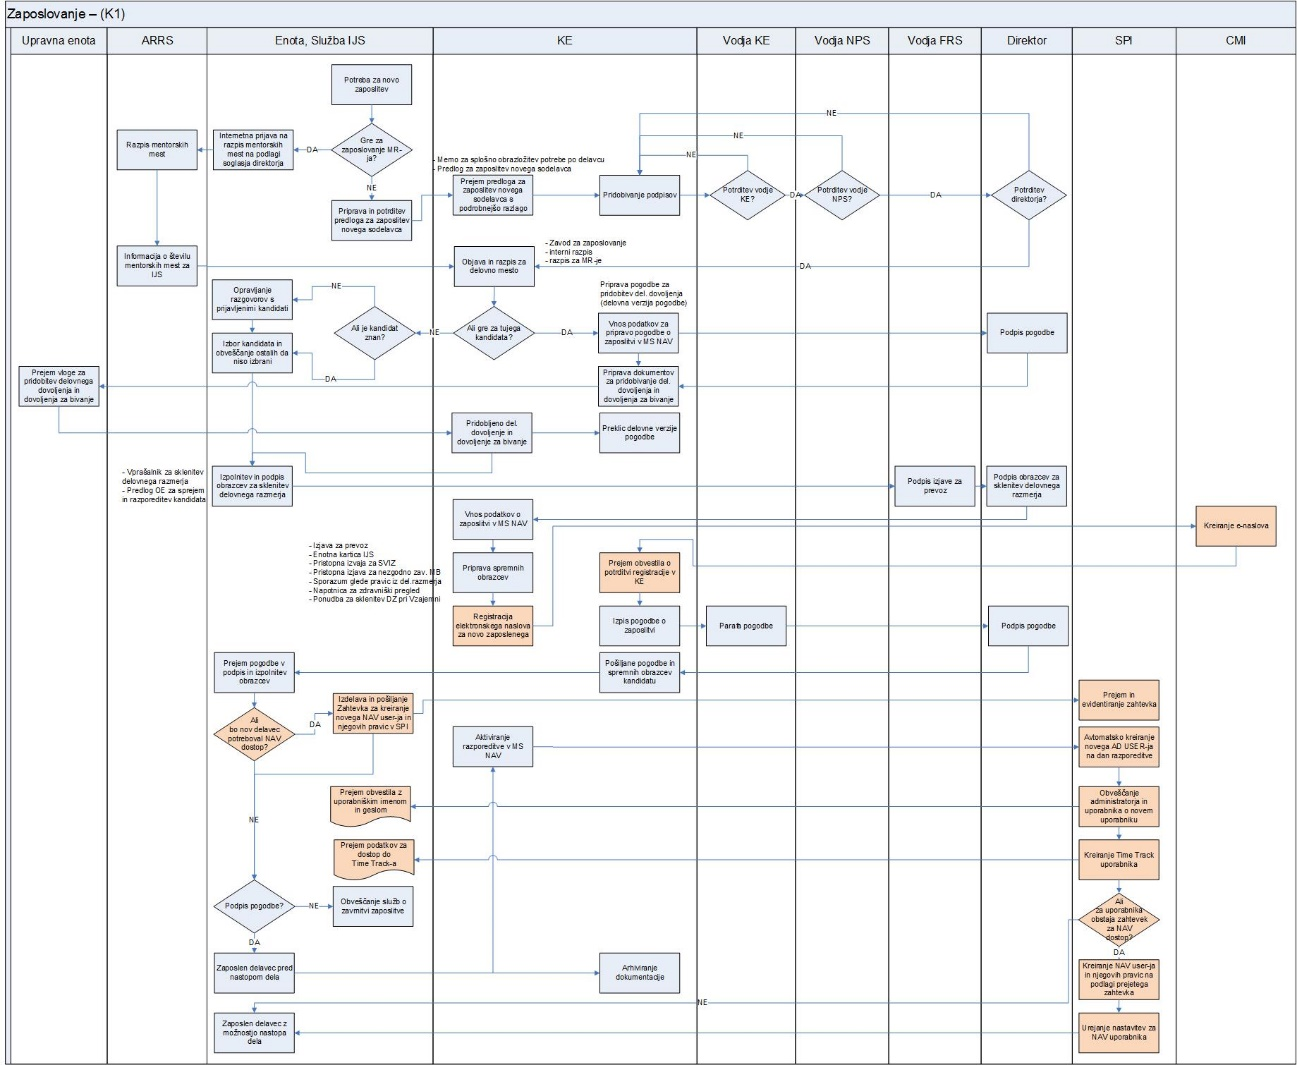 Zaposlovanje – (K1)
Upravna enota
ARRS
Enota, Služba IJS
KE
Vodja KE
Vodja NPS
Vodja FRS
Direktor
SPI
CMI
Potreba za novo
zaposlitev
Gre za
zaposlovanje MR-
ja?
DA
NE
Internetna prijava na
razpis mentorskih
mest na podlagi
soglasja direktorja
Razpis mentorskih
mest
Priprava in potrditev
predloga za zaposlitev
novega sodelavca
- Memo za splošno obrazložitev potrebe po delavcu
- Predlog za zaposlitev novega sodelavca
Prejem predloga za
zaposlitev novega
sodelavca s
podrobnejšo razlago
Pridobivanje podpisov
Potrditev vodje
KE?
NE
DA
Potrditev vodje
NPS?
NE
DA
Potrditev
direktorja?
NE
DA
Informacija o številu
mentorskih mest za
IJS
Objava in razpis za
delovno mesto
- Zavod za zaposlovanje
- interni razpis
- razpis za MR-je
Opravljanje
razgovorov s
prijavljenimi kandidati
NE
Ali je kandidat
znan?
NE
Ali gre za tujega
kandidata?
DA
Priprava pogodbe za
pridobitev del. dovoljenja
(delovna verzija pogodbe)
Vnos podatkov za
pripravo pogodbe o
zaposlitvi v MS NAV
Podpis pogodbe
Izbor kandidata in
obveščanje ostalih da
niso izbrani
DA
Prejem vloge za
pridobitev delovnega
dovoljenja in
dovoljenja za bivanje
Priprava dokumentov
za pridobivanje del.
dovoljenja in
dovoljenja za bivanje
Pridobljeno del.
dovoljenje in
dovoljenje za bivanje
Preklic delovne verzije
pogodbe
- Vprašalnik za sklenitev
delovnega razmerja
- Predlog OE za sprejem
in razporeditev kandidata
Izpolnitev in podpis
obrazcev za sklenitev
delovnega razmerja
Podpis izjave za
prevoz
Podpis obrazcev za
sklenitev delovnega
razmerja
Vnos podatkov o
zaposlitvi v MS NAV
Kreiranje e-naslova
- Izjava za prevoz
- Enotna kartica IJS
- Pristopna izvaja za SVIZ
- Pristopna izjava za nezgodno zav. MB
- Sporazum glede pravic iz del.razmerja
- Napotnica za zdravniški pregled
- Ponudba za sklenitev DZ pri Vzajemni
Priprava spremnih
obrazcev
Prejem obvestila o
potrditvi registracije v
KE
Registracija
elektronskega naslova
za novo zaposlenega
Izpis pogodbe o
zaposlitvi
Parafa pogodbe
Podpis pogodbe
Prejem pogodbe v
podpis in izpolnitev
obrazcev
Pošiljane pogodbe in
spremnih obrazcev
kandidatu
Ali
bo nov delavec
potreboval NAV
dostop?
DA
Izdelava in pošiljanje
Zahtevka za kreiranje
novega NAV user-ja in
njegovih pravic v SPI
Prejem in
evidentiranje zahtevka
Aktiviranje
razporeditve v MS
NAV
Avtomatsko kreiranje
novega AD USER-ja
na dan razporeditve
NE
Prejem obvestila z
uporabniškim imenom
in geslom
Obveščanje
administratorja in
uporabnika o novem
uporabniku
Prejem podatkov za
dostop do
Time Track-a
Kreiranje Time Track
uporabnika
Podpis pogodbe?
NE
Obveščanje služb o
zavrnitvi zaposlitve
Ali
za uporabnika
obstaja zahtevek
za NAV
dostop?
DA
DA
Zaposlen delavec pred
nastopom dela
Arhiviranje
dokumentacije
Kreiranje NAV user-ja
in njegovih pravic na
podlagi prejetega
zahtevka
NE
Zaposlen delavec z
možnostjo nastopa
dela
Urejanje nastavitev za
NAV uporabnika